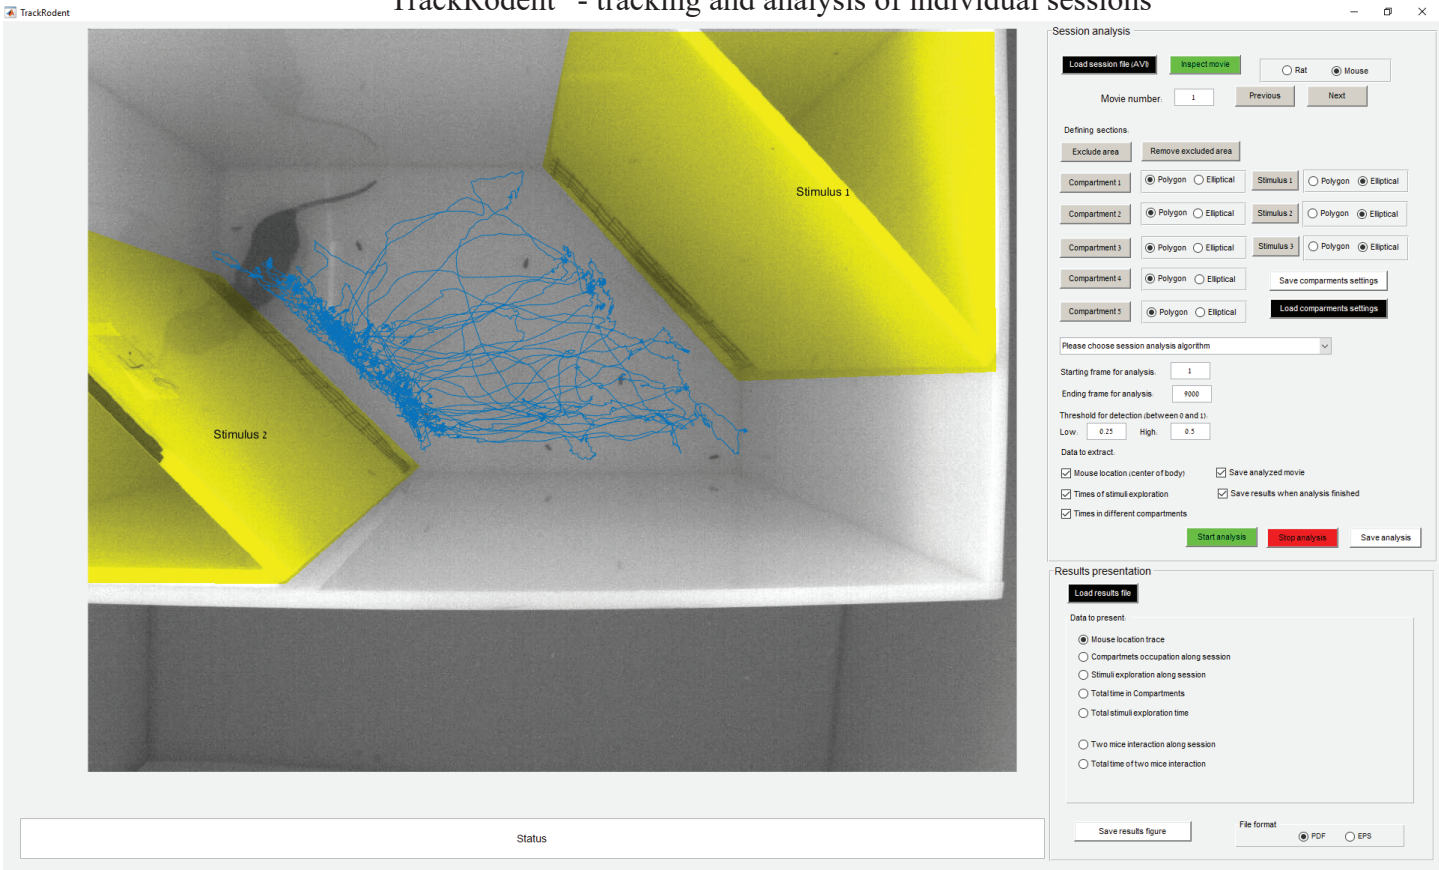 TrackRodent" - tracking and analysis of individual sessions
TrackRodent
Stimulus 1
Stimulus 2
Status
Session analysis
Load session file (AVI)
Inspect movie
Rat
Mouse
Movie number:
1
Previous
Next
Defining sections:
Exclude area
Remove excluded area
Compartment 1
Polygon
Elliptical
Stimulus 1
Polygon
Elliptical
Compartment 2
Polygon
Elliptical
Stimulus 2
Polygon
Elliptical
Compartment 3
Polygon
Elliptical
Stimulus 3
Polygon
Elliptical
Compartment 4
Polygon
Elliptical
Save comparments settings
Compartment 5
Polygon
Elliptical
Load comparments settings
Please choose session analysis algorithm
Starting frame for analysis:
1
Ending frame for analysis:
9000
Threshold for detection (between 0 and 1):
Low:
0.25
High:
0.5
Data to extract:
Mouse location (center of body)
Save analyzed movie
Times of stimuli exploration
Save results when analysis finished
Times in different compartments
Start analysis
Stop analysis
Save analysis
Results presentation
Load results file
Data to present:
Mouse location trace
Compartmets occupation along session
Stimuli exploration along session
Total time in Compartments
Total stimuli exploration time
Two mice interaction along session
Total time of two mice interaction
Save results figure
File format
PDF
EPS